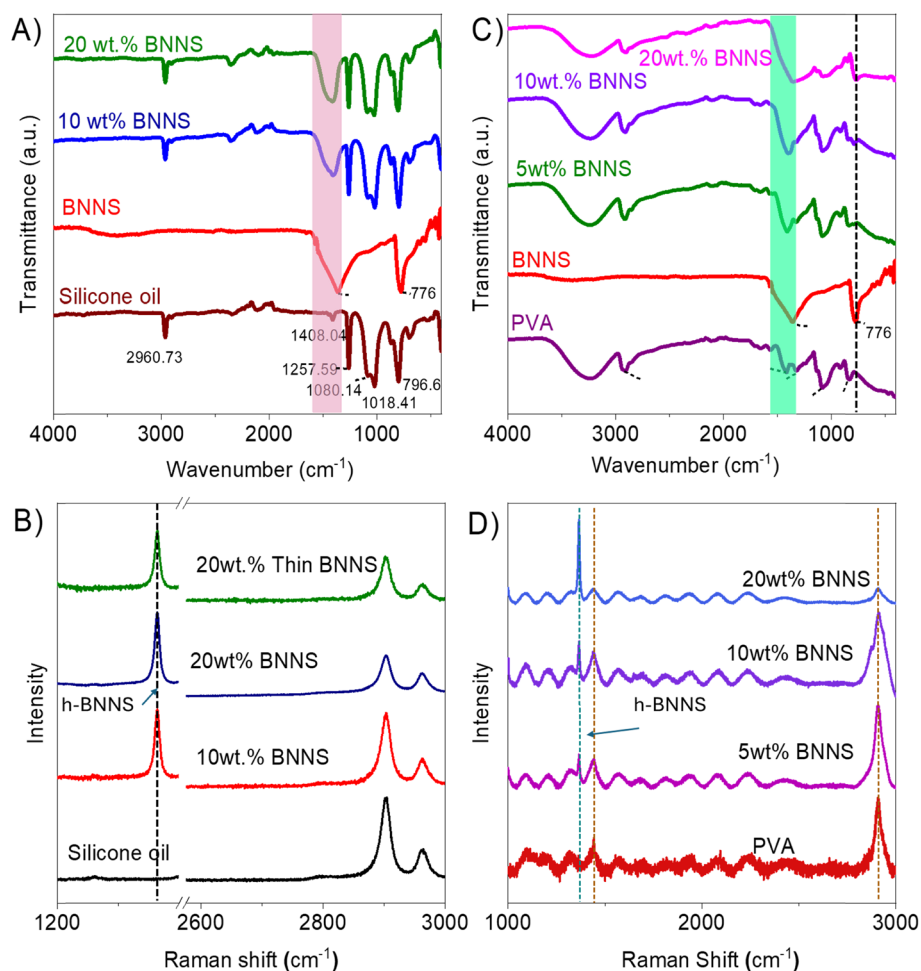 A)
20 wt.% BNNS
10 wt% BNNS
BNNS
776
Silicone oil
2960.73
1408.04
1257.59
1080.14
1018.41
796.6
Transmittance (a.u.)
4000 3000 2000 1000
Wavenumber (cm-1)
C)
20wt.% BNNS
10wt.% BNNS
5wt% BNNS
BNNS
776
PVA
Transmittance (a.u.)
4000 3000 2000 1000
Wavenumber (cm-1)
B)
20wt.% Thin BNNS
20wt% BNNS
h-BNNS
10wt.% BNNS
Silicone oil
Intensity
1200 2600 2800 3000
Raman shift (cm-1)
D)
20wt% BNNS
10wt% BNNS
h-BNNS
5wt% BNNS
PVA
Intensity
1000 2000 3000
Raman Shift (cm-1)